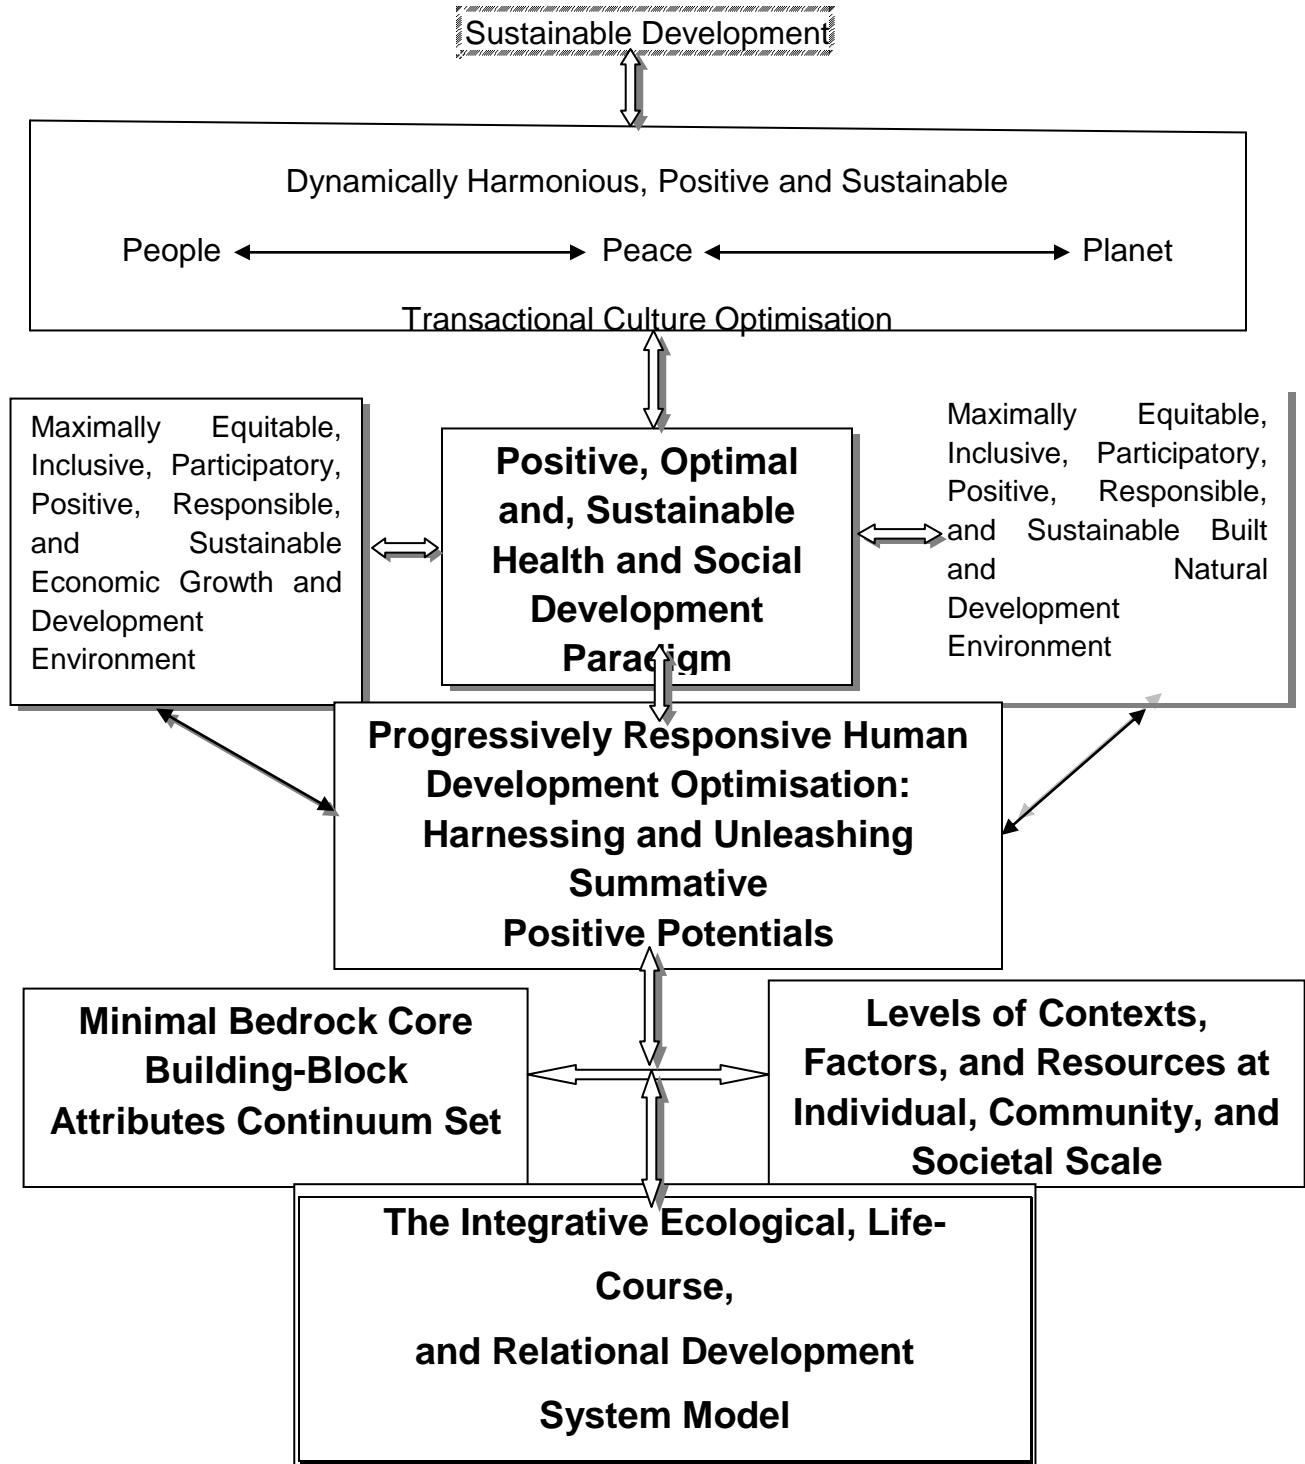 Sustainable Development
Dynamically Harmonious, Positive and Sustainable
People Peace Planet
Transactional Culture Optimisation
Maximally Equitable,
Inclusive, Participatory,
Positive, Responsible,
and Sustainable
Economic Growth and
Development
Environment
Positive, Optimal
and, Sustainable
Health and Social
Development
Paradigm
Maximally Equitable,
Inclusive, Participatory,
Positive, Responsible,
and Sustainable Built
and Natural
Development
Environment
Progressively Responsive Human
Development Optimisation:
Harnessing and Unleashing
Summative
Positive Potentials
Minimal Bedrock Core
Building-Block
Attributes Continuum Set
Levels of Contexts,
Factors, and Resources at
Individual, Community, and
Societal Scale
The Integrative Ecological, Life-
Course,
and Relational Development
System Model